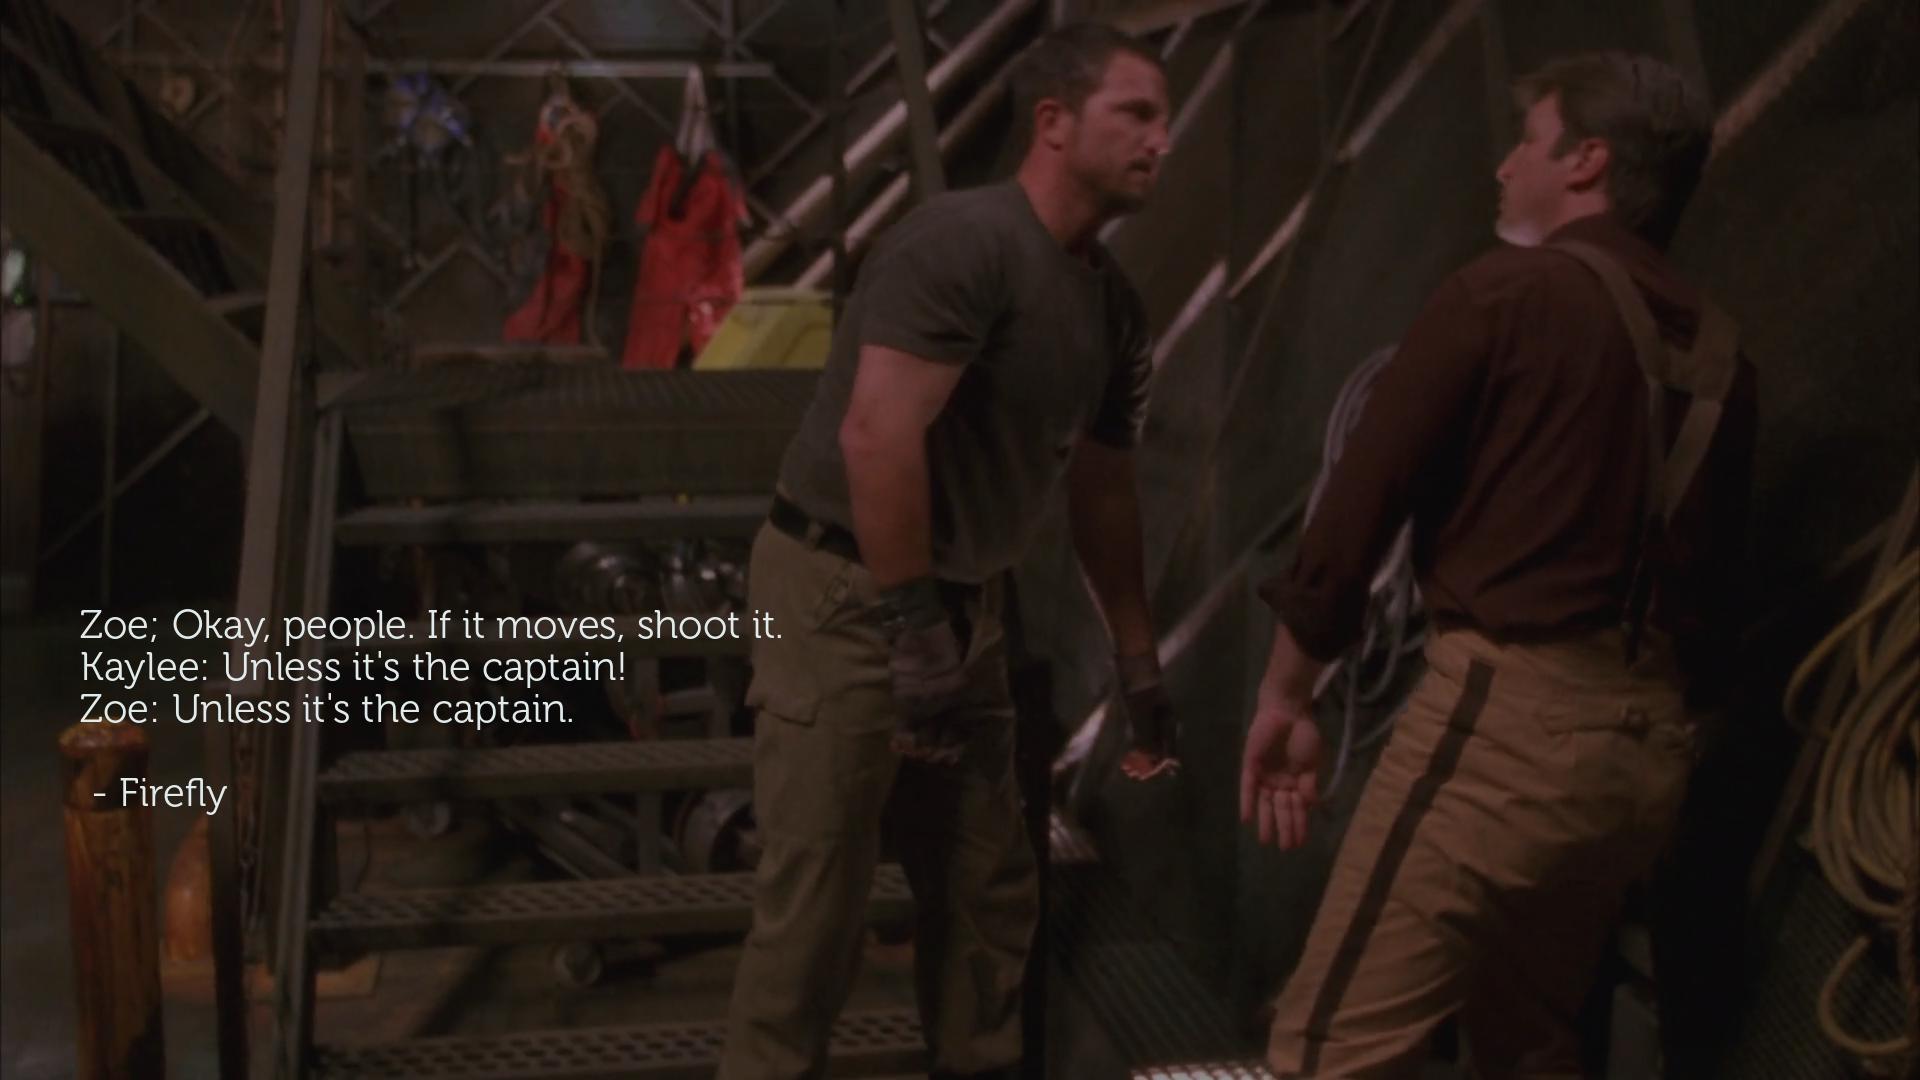 Zoe; Okay, people. If it moves, shoot it.
Kaylee: Unless it's the captain!
Zoe: Unless it's the captain.
- Firefly